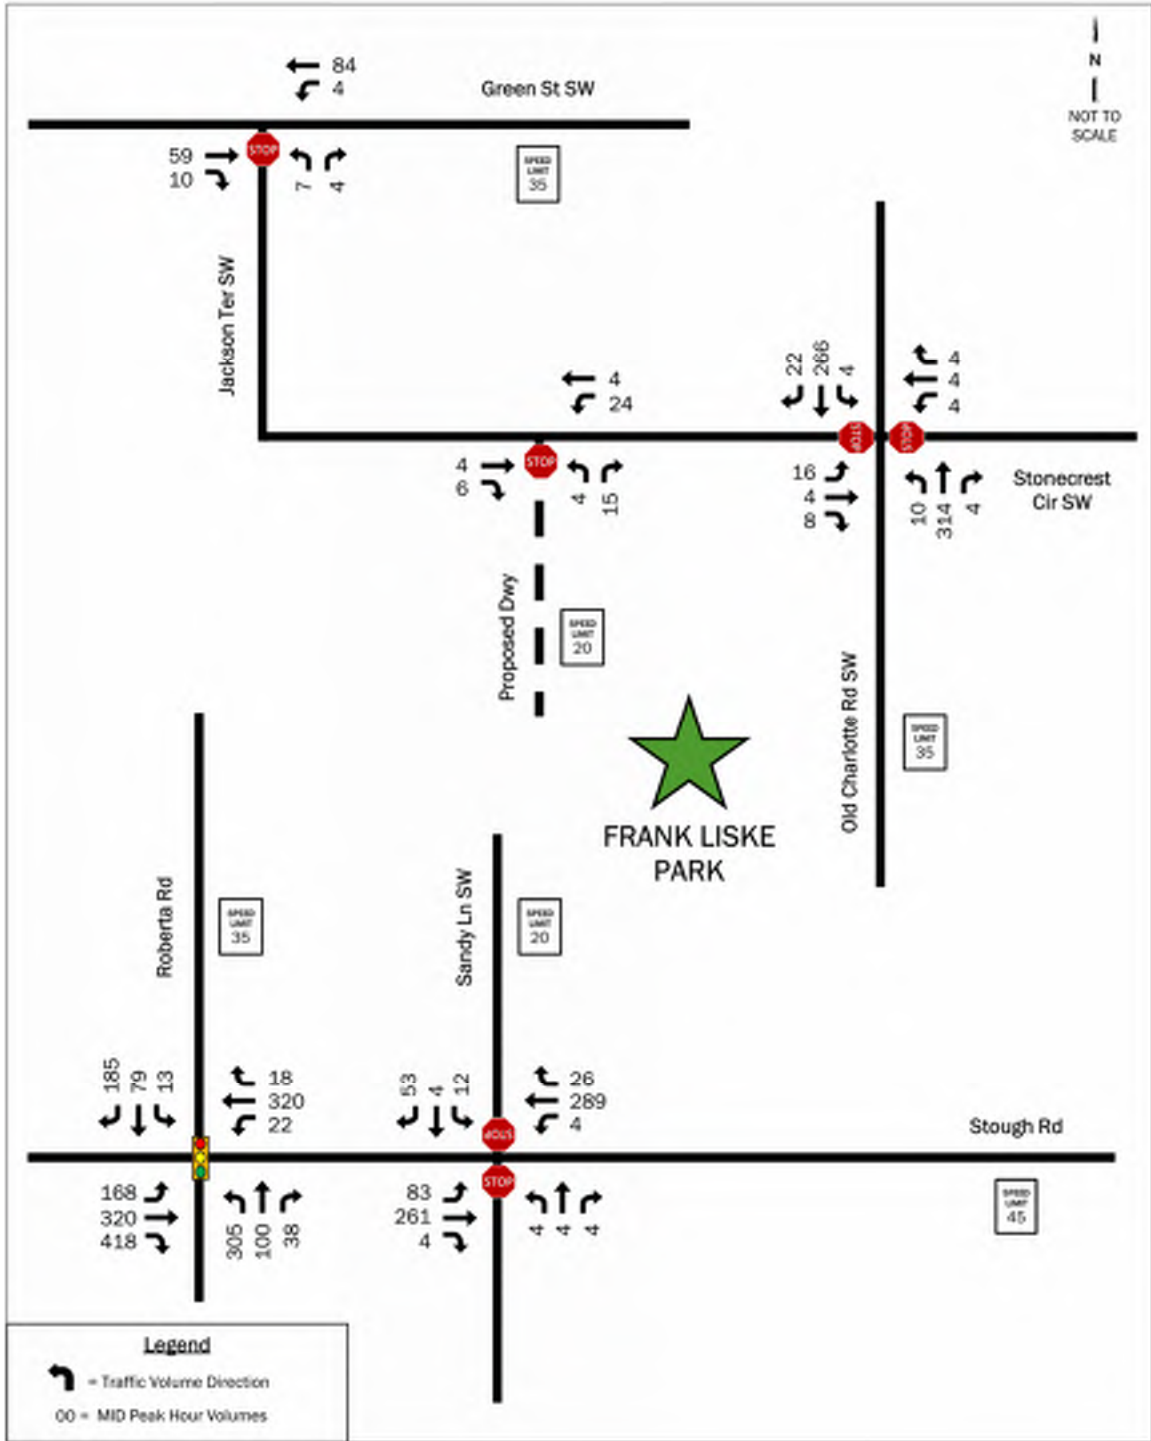 84
4
Green St SW
N
NOT TO
SCALE
STOP
59
10
7
4
SPEED
LIMIT
35
Jackson Ter SW
4
24
22
266
4
4
4
4
STOP
STOP
STOP
4
6
4
15
16
4
8
10
314
4
Stonecrest
Cir SW
Proposed Dwy
SPEED
LIMIT
20
Old Charlotte Rd SW
SPEED
LIMIT
35
FRANK LISKE
PARK
Roberta Rd
SPEED
LIMIT
35
Sandy Ln SW
SPEED
LIMIT
20
185
79
13
18
320
22
53
4
12
26
289
4
STOP
Stough Rd
168
320
418
305
100
38
83
261
4
STOP
4
4
4
SPEED
LIMIT
45
Legend
= Traffic Volume Direction
00 = MID Peak Hour Volumes